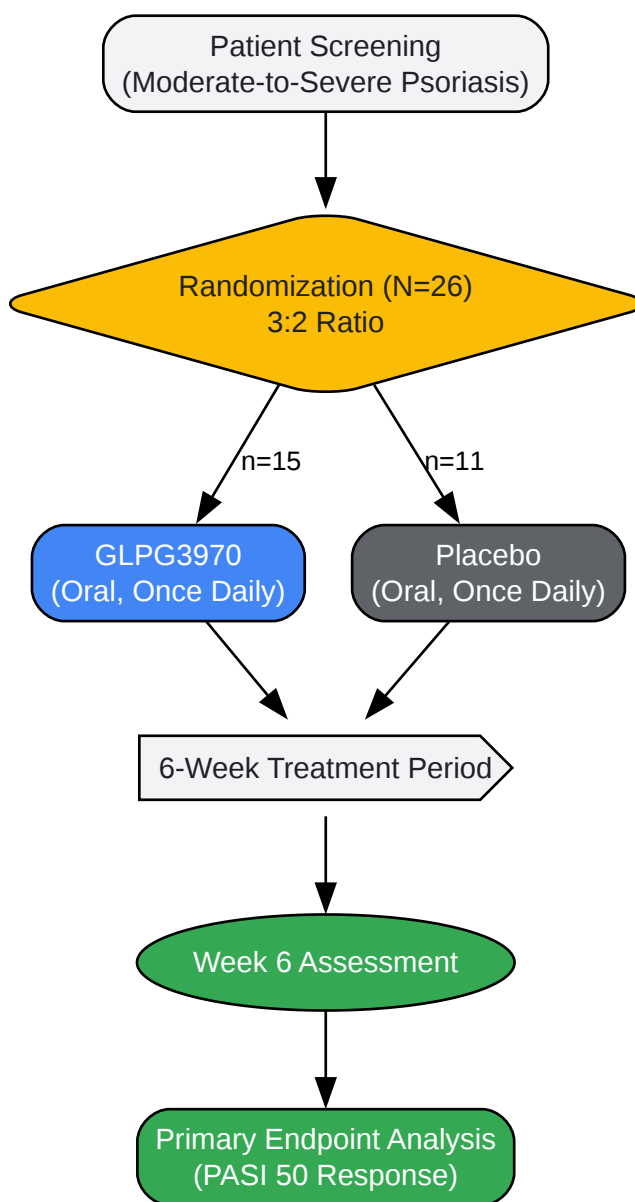 Patient Screening
(Moderate-to-Severe Psoriasis)
Randomization (N=26)
3:2 Ratio
n=15
n=11
GLPG3970
(Oral, Once Daily)
Placebo
(Oral, Once Daily)
6-Week Treatment Period
Week 6 Assessment
Primary Endpoint Analysis
(PASI 50 Response)